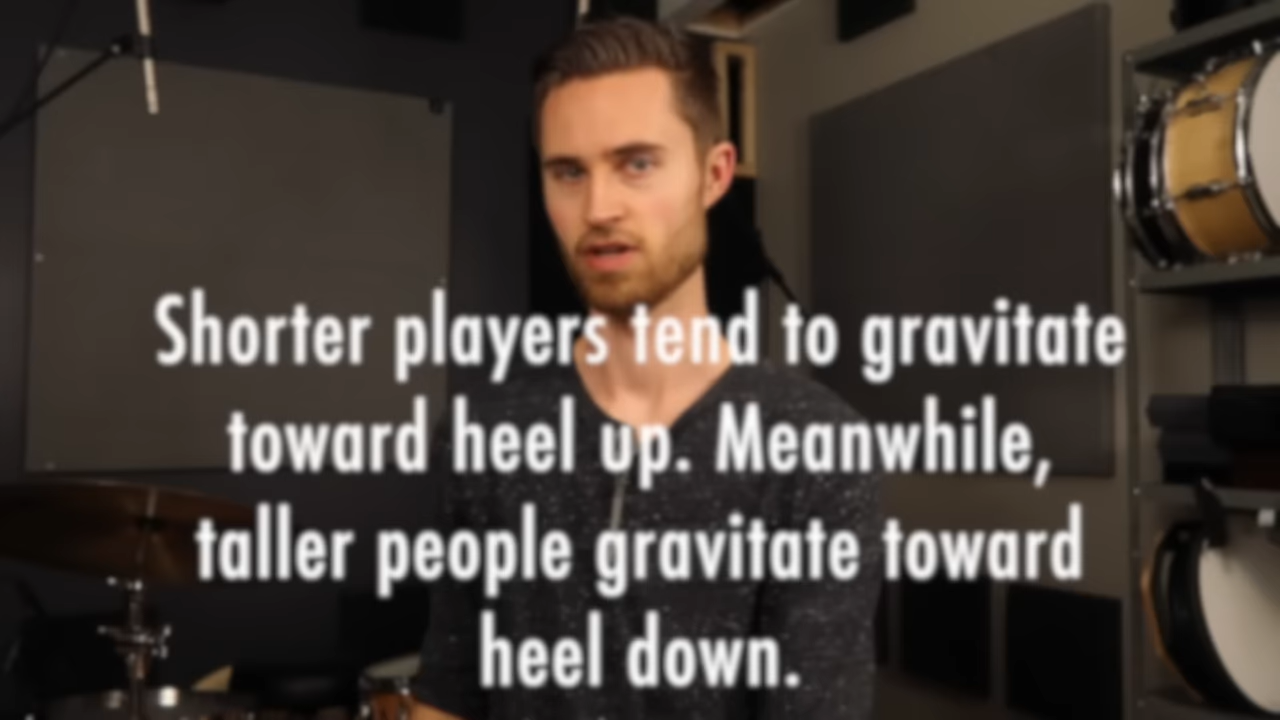 Shorter players tend to gravitate
toward heel up. Meanwhile,
taller people gravitate toward
heel down.